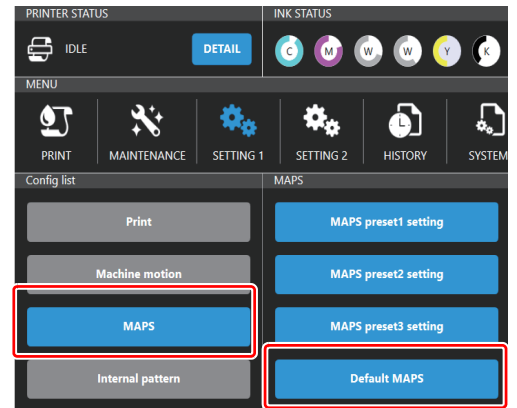 PRINTER STATUS
INK STATUS
IDLE
DETAIL
C M W W Y K
MENU
PRINT MAINTENANCE SETTING 1 SETTING 2 HISTORY SYSTEM
Config list
MAPS
Print
MAPS preset1 setting
Machine motion
MAPS preset2 setting
MAPS
MAPS preset3 setting
Internal pattern
Default MAPS